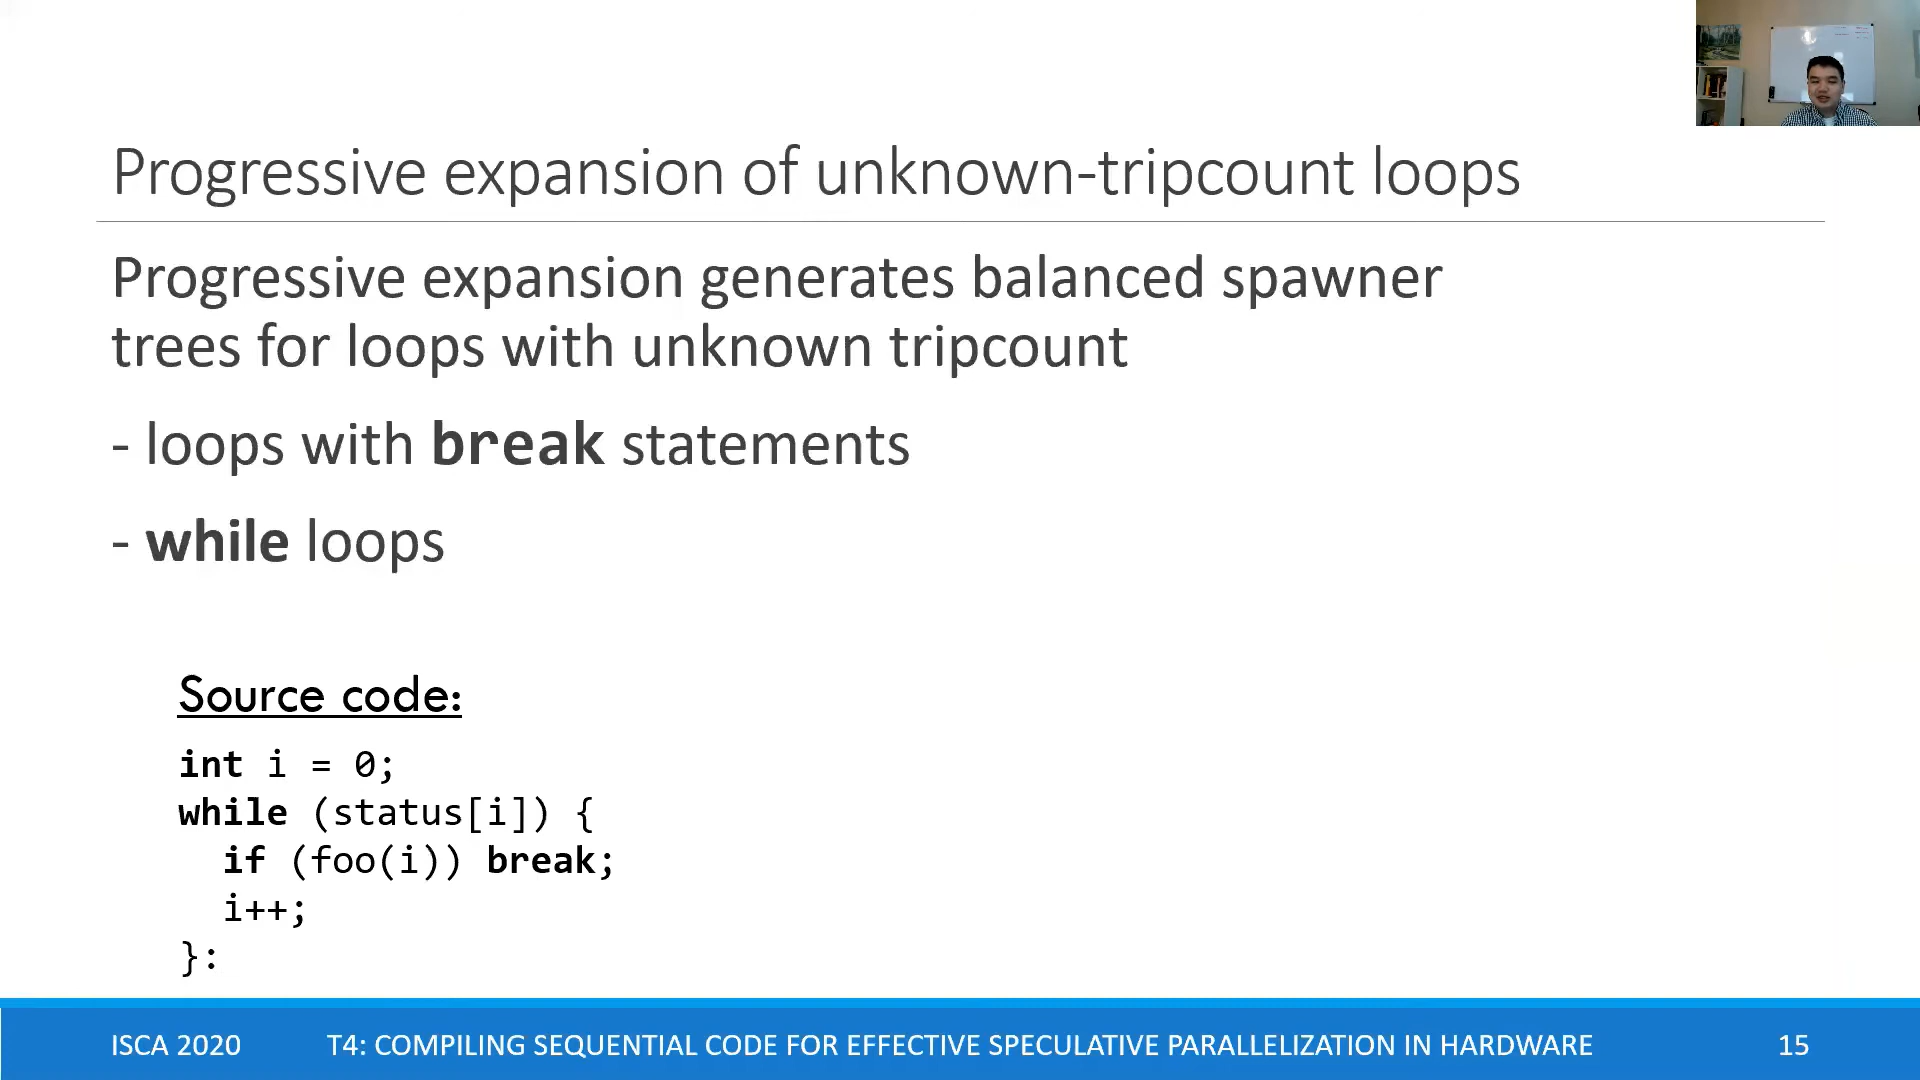 Progressive expansion of unknown-tripcount loops
Progressive expansion generates balanced spawner
trees for loops with unknown tripcount
- loops with break statements
- while loops
Source code:
int i = 0;
while (status[i]) {
  if (foo(i)) break;
  i++;
}:
ISCA 2020 T4: COMPILING SEQUENTIAL CODE FOR EFFECTIVE SPECULATIVE PARALLELIZATION IN HARDWARE 15